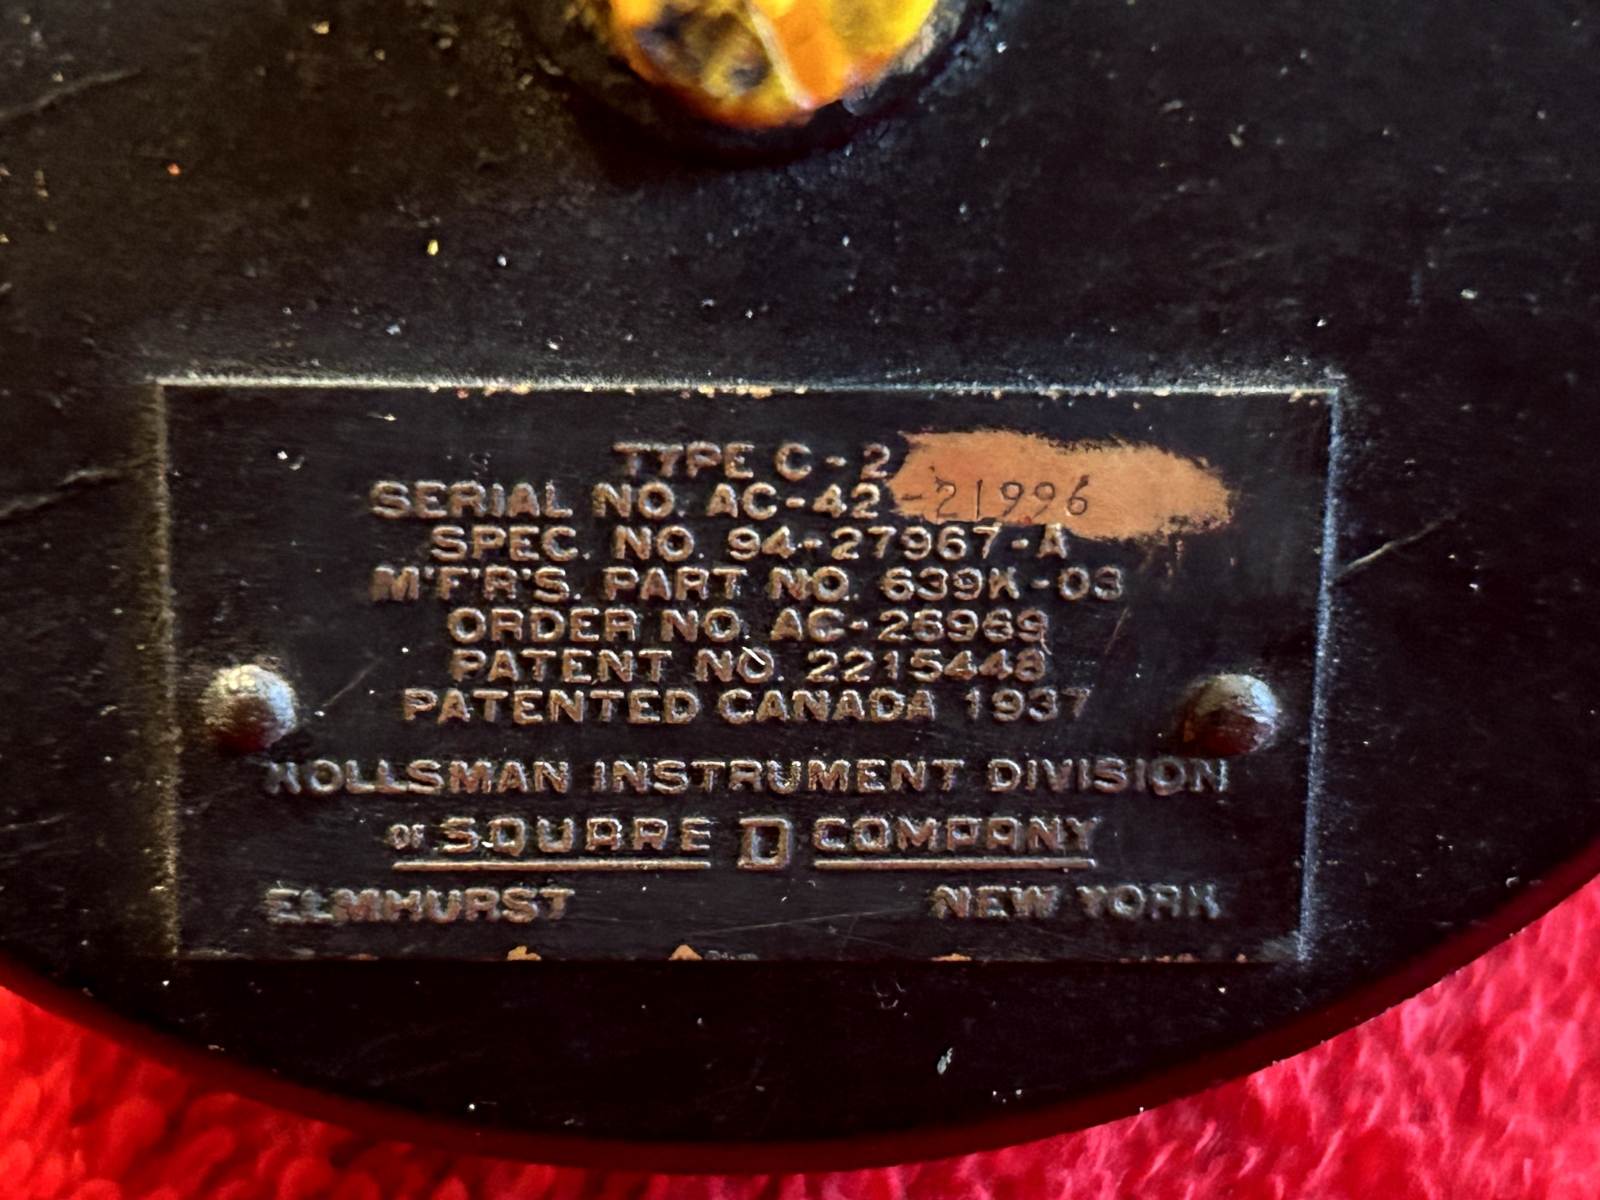 TYPE C-2
SERIAL NO. AC-42-21996
SPEC. NO. 94-27967-A
M'F'R'S. PART NO. 639K-03
ORDER NO. AC-26969
PATENT NO. 2215448
PATENTED CANADA 1937
KOLLSMAN INSTRUMENT DIVISION
OF SQUARE D COMPANY
ELMHURST NEW YORK